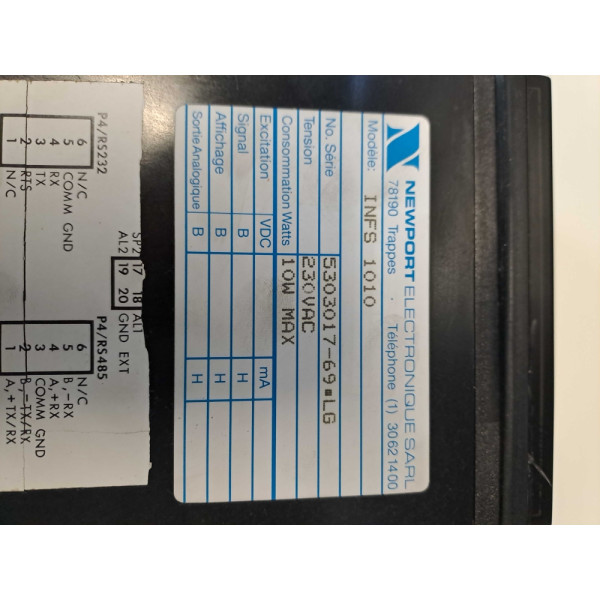 NEWPORT ELECTRONIQUE SARL
78190 Trappes . Téléphone (1) 30621400
Modèle: INFS 1010
No. Série 5303017-69▪LG
Tension 230VAC
Consommation Watts 10W MAX
Excitation VDC mA
Signal B H
Affichage B H
Sortie Analogique B H
P4/RS232
6 N/C
5 COMM GND
4 RX
3 TX
2 RTS
1 N/C
SP2 17 18 AL1
AL2 19 20 GND EXT
P4/RS485
6 N/C
5 B,-RX
4 A,+RX
3 COMM GND
2 B,-TX/RX
1 A,+TX/RX